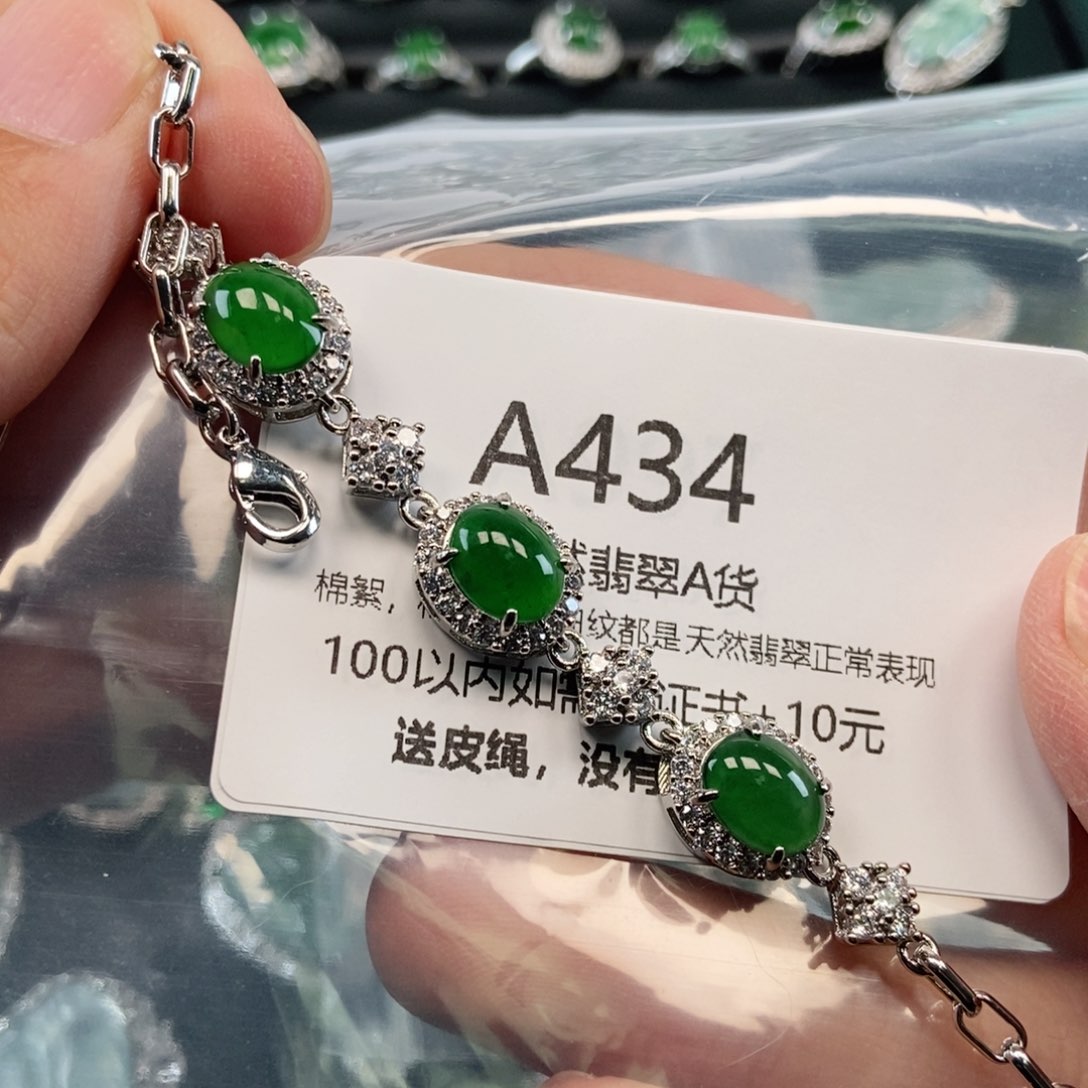 A434
翡翠A货
棉絮, 纹都是天然翡翠正常表现
100以内如 证书+10元
送皮绳, 没有